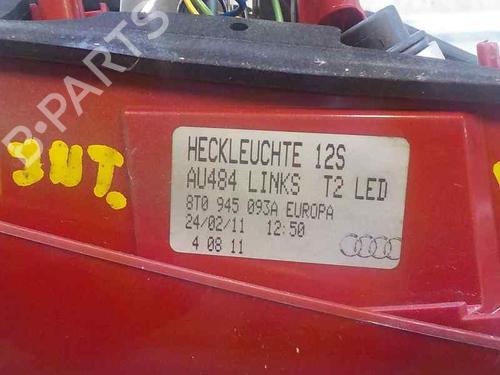 B-PARTS
INT.
HECKLEUCHTE 12S
AU484 LINKS T2 LED
8T0 945 093A EUROPA
24/02/11 12:50
4 08 11